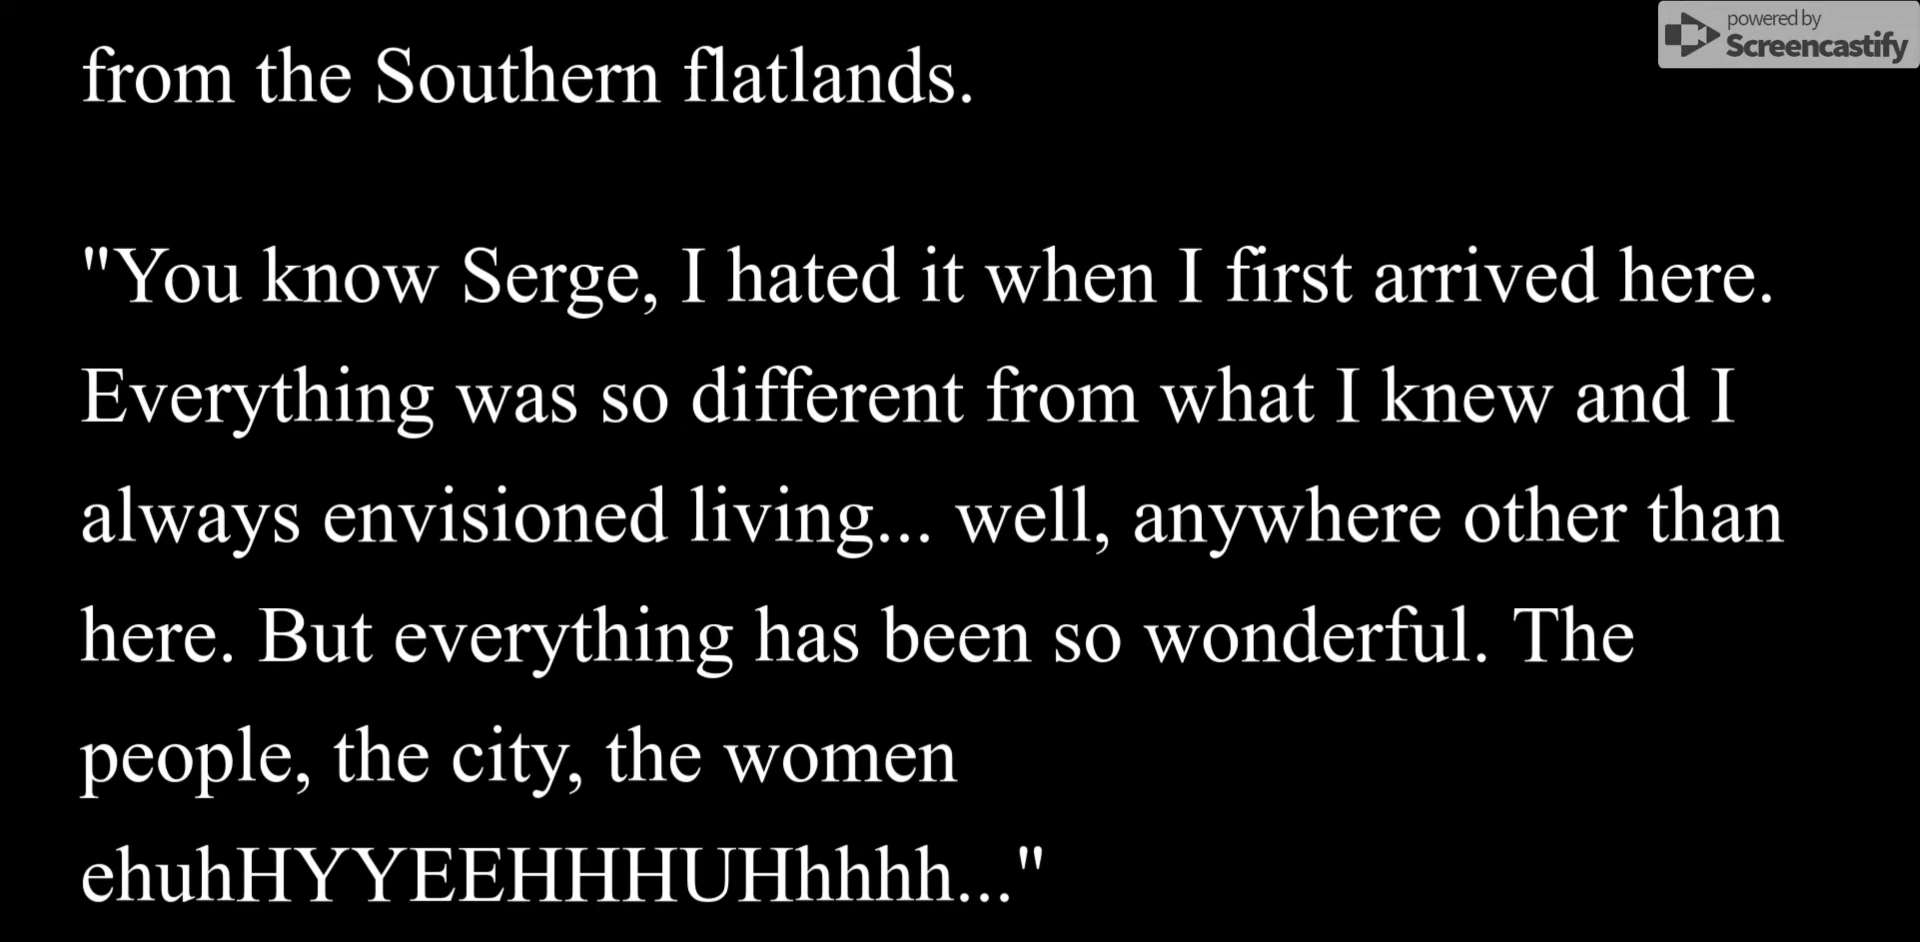 powered by
Screencastify
from the Southern flatlands.
"You know Serge, I hated it when I first arrived here.
Everything was so different from what I knew and I
always envisioned living... well, anywhere other than
here. But everything has been so wonderful. The
people, the city, the women
ehuhHYYEEHHHUHhhhh..."